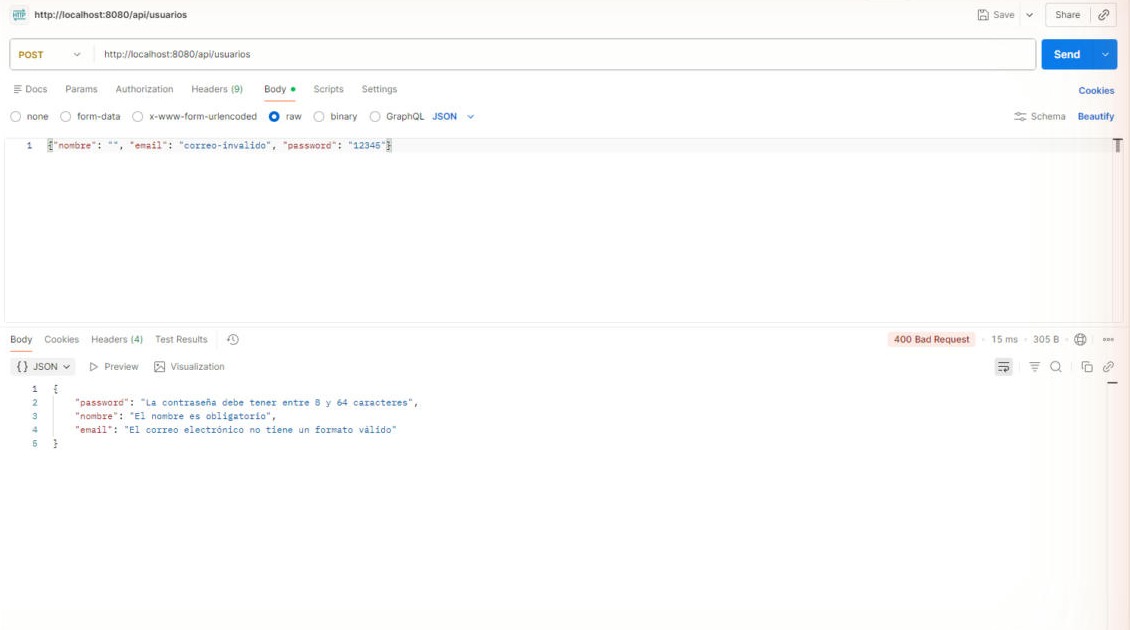 HTTP http://localhost:8080/api/usuarios Save Share
POST http://localhost:8080/api/usuarios Send
Docs Params Authorization Headers (9) Body Scripts Settings Cookies
none form-data x-www-form-urlencoded raw binary GraphQL JSON Schema Beautify
1 {"nombre": "", "email": "correo-invalido", "password": "12345"}
Body Cookies Headers (4) Test Results 400 Bad Request 15 ms 305 B
{} JSON Preview Visualization
1 {
2 "password": "La contraseña debe tener entre 8 y 64 caracteres",
3 "nombre": "El nombre es obligatorio",
4 "email": "El correo electrónico no tiene un formato válido"
5 }